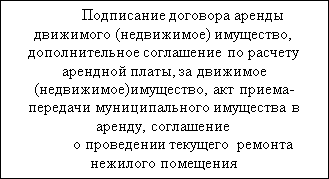 Подписание договора аренды
движимого (недвижимое) имущество,
дополнительное соглашение по расчету
арендной платы, за движимое
(недвижимое)имущество, акт приема-
передачи муниципального имущества в
аренду, соглашение
о проведении текущего ремонта
нежилого помещения